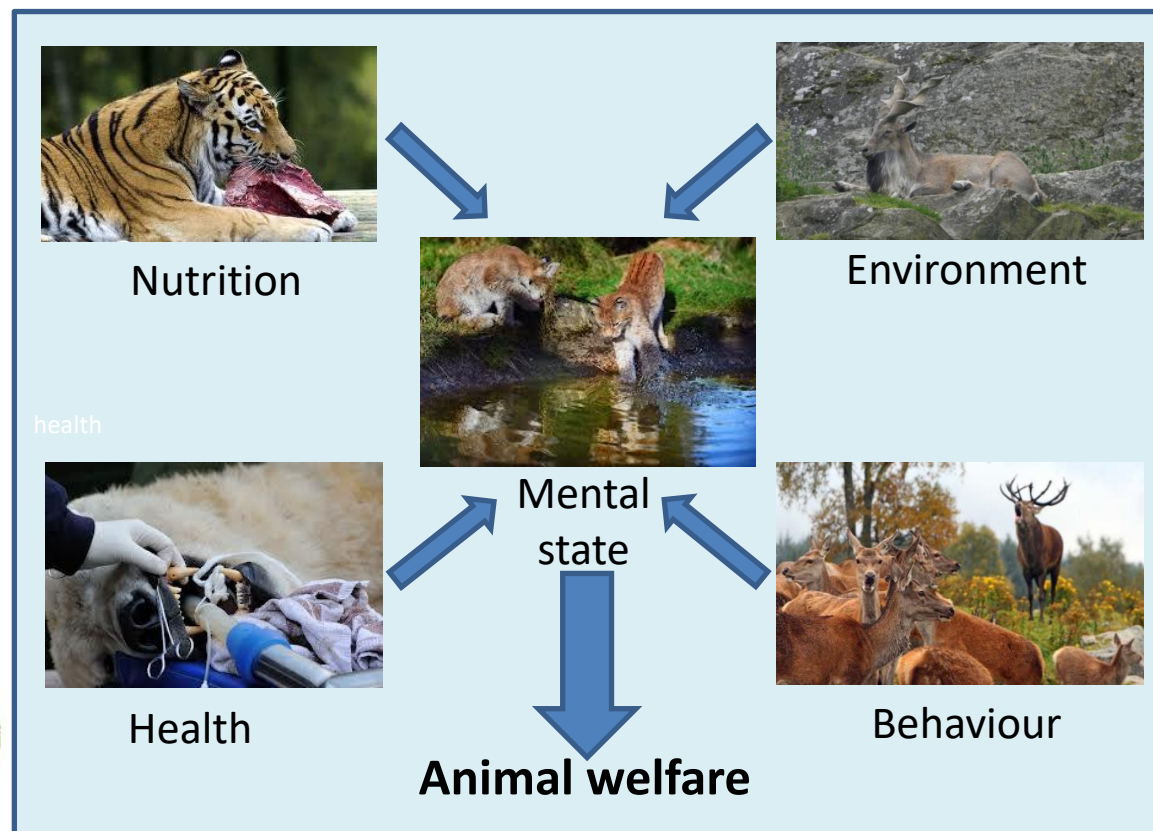 Nutrition
Environment
health
Mental
state
Health
Behaviour
Animal welfare